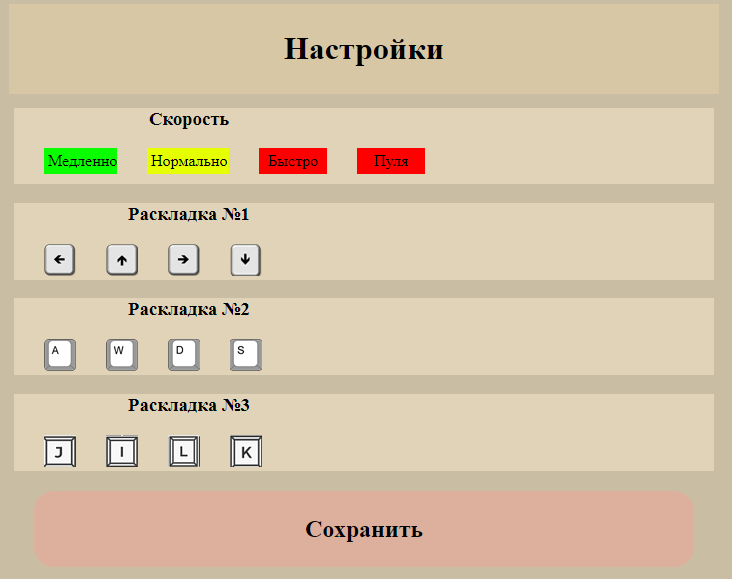 Настройки
Скорость
Медленно Нормально Быстро Пуля
Раскладка №1
← ↑ → ↓
Раскладка №2
A W D S
Раскладка №3
J I L K
Сохранить